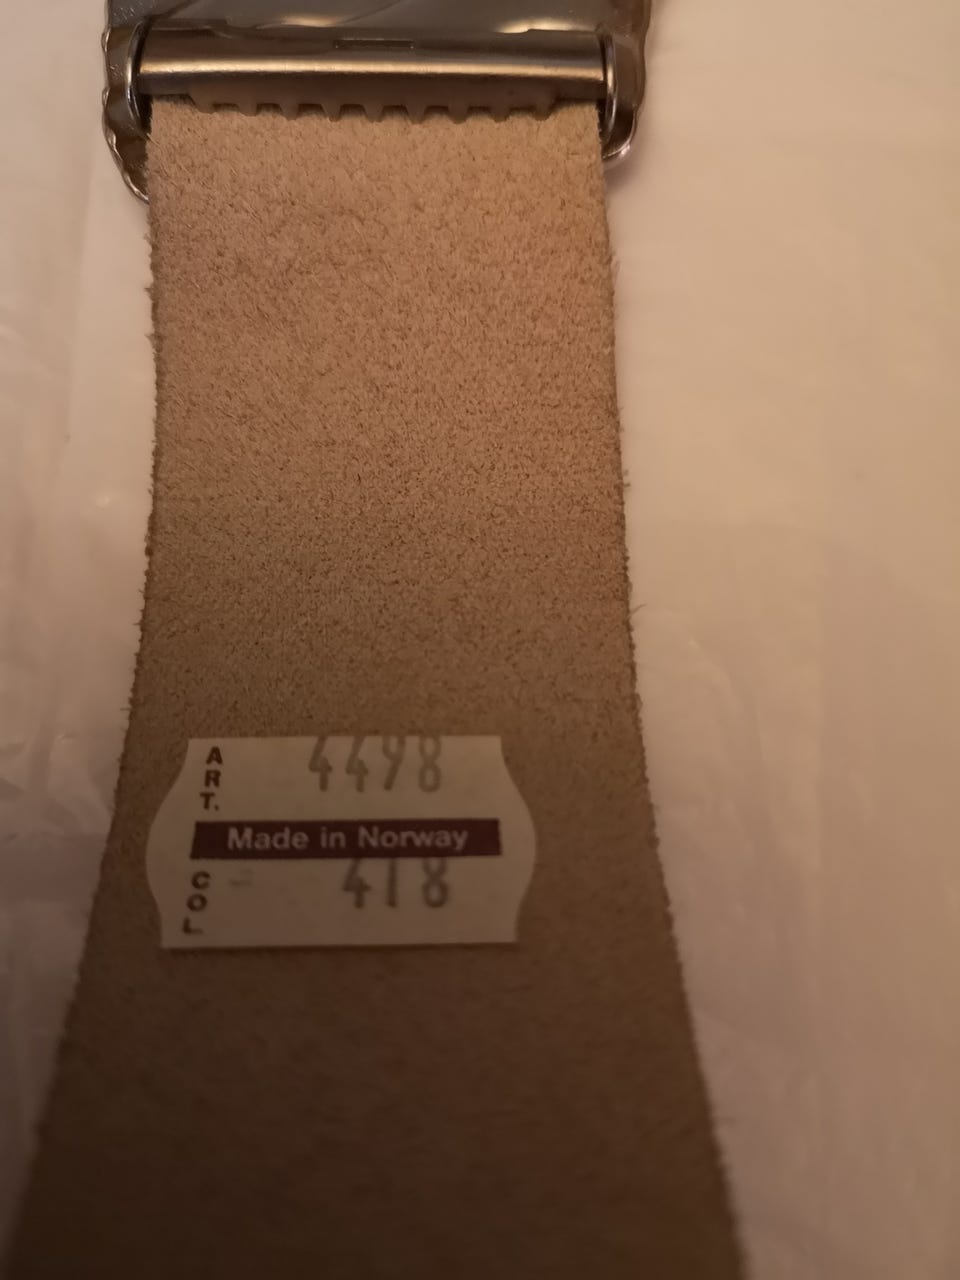 ART. 4498
Made in Norway
COL 418